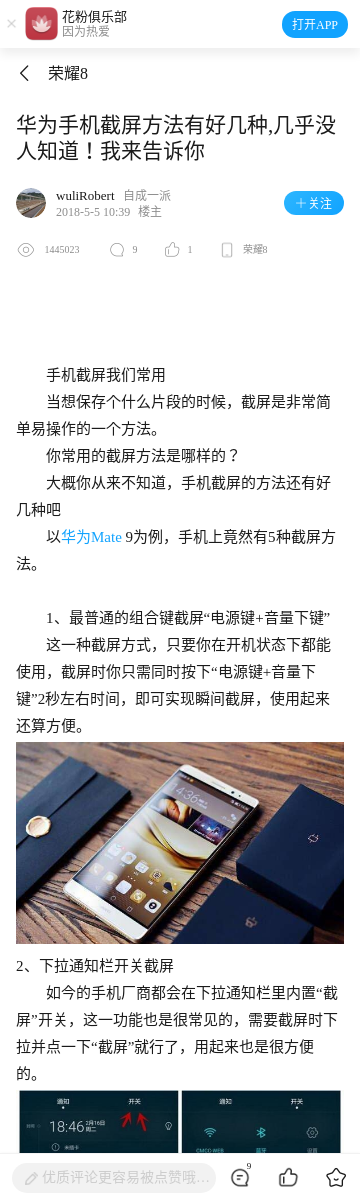 花粉俱乐部
因为热爱
打开APP
荣耀8
华为手机截屏方法有好几种,几乎没
人知道！我来告诉你
wuliRobert 自成一派
2018-5-5 10:39 楼主
+关注
1445023 9 1 荣耀8
手机截屏我们常用
当想保存个什么片段的时候，截屏是非常简
单易操作的一个方法。
你常用的截屏方法是哪样的？
大概你从来不知道，手机截屏的方法还有好
几种吧
以华为Mate 9为例，手机上竟然有5种截屏方
法。
1、最普通的组合键截屏“电源键+音量下键”
这一种截屏方式，只要你在开机状态下都能
使用，截屏时你只需同时按下“电源键+音量下
键”2秒左右时间，即可实现瞬间截屏，使用起来
还算方便。
4:36
2、下拉通知栏开关截屏
如今的手机厂商都会在下拉通知栏里内置“截
屏”开关，这一功能也是很常见的，需要截屏时下
拉并点一下“截屏”就行了，用起来也是很方便
的。
通知 开关 通知 开关
18:46 2月16日
周二
CMCC-WEB 蓝牙 设置
优质评论更容易被点赞哦…
9